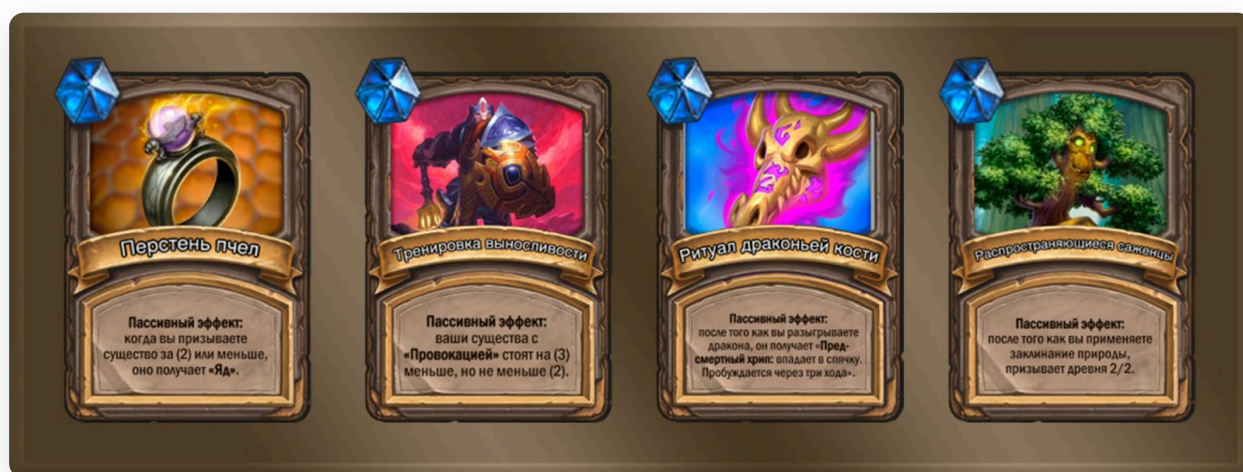 Перстень пчел
Пассивный эффект:
когда вы призываете
существо за (2) или меньше,
оно получает «Яд».
Тренировка выносливости
Пассивный эффект:
ваши существа с
«Провокацией» стоят на (3)
меньше, но не меньше (2).
Ритуал драконьей кости
Пассивный эффект:
после того как вы разыгрываете
дракона, он получает «Пред-
смертный хрип: впадает в спячку.
Пробуждается через три хода».
Распространяющиеся саженцы
Пассивный эффект:
после того как вы применяете
заклинание природы,
призывает древня 2/2.